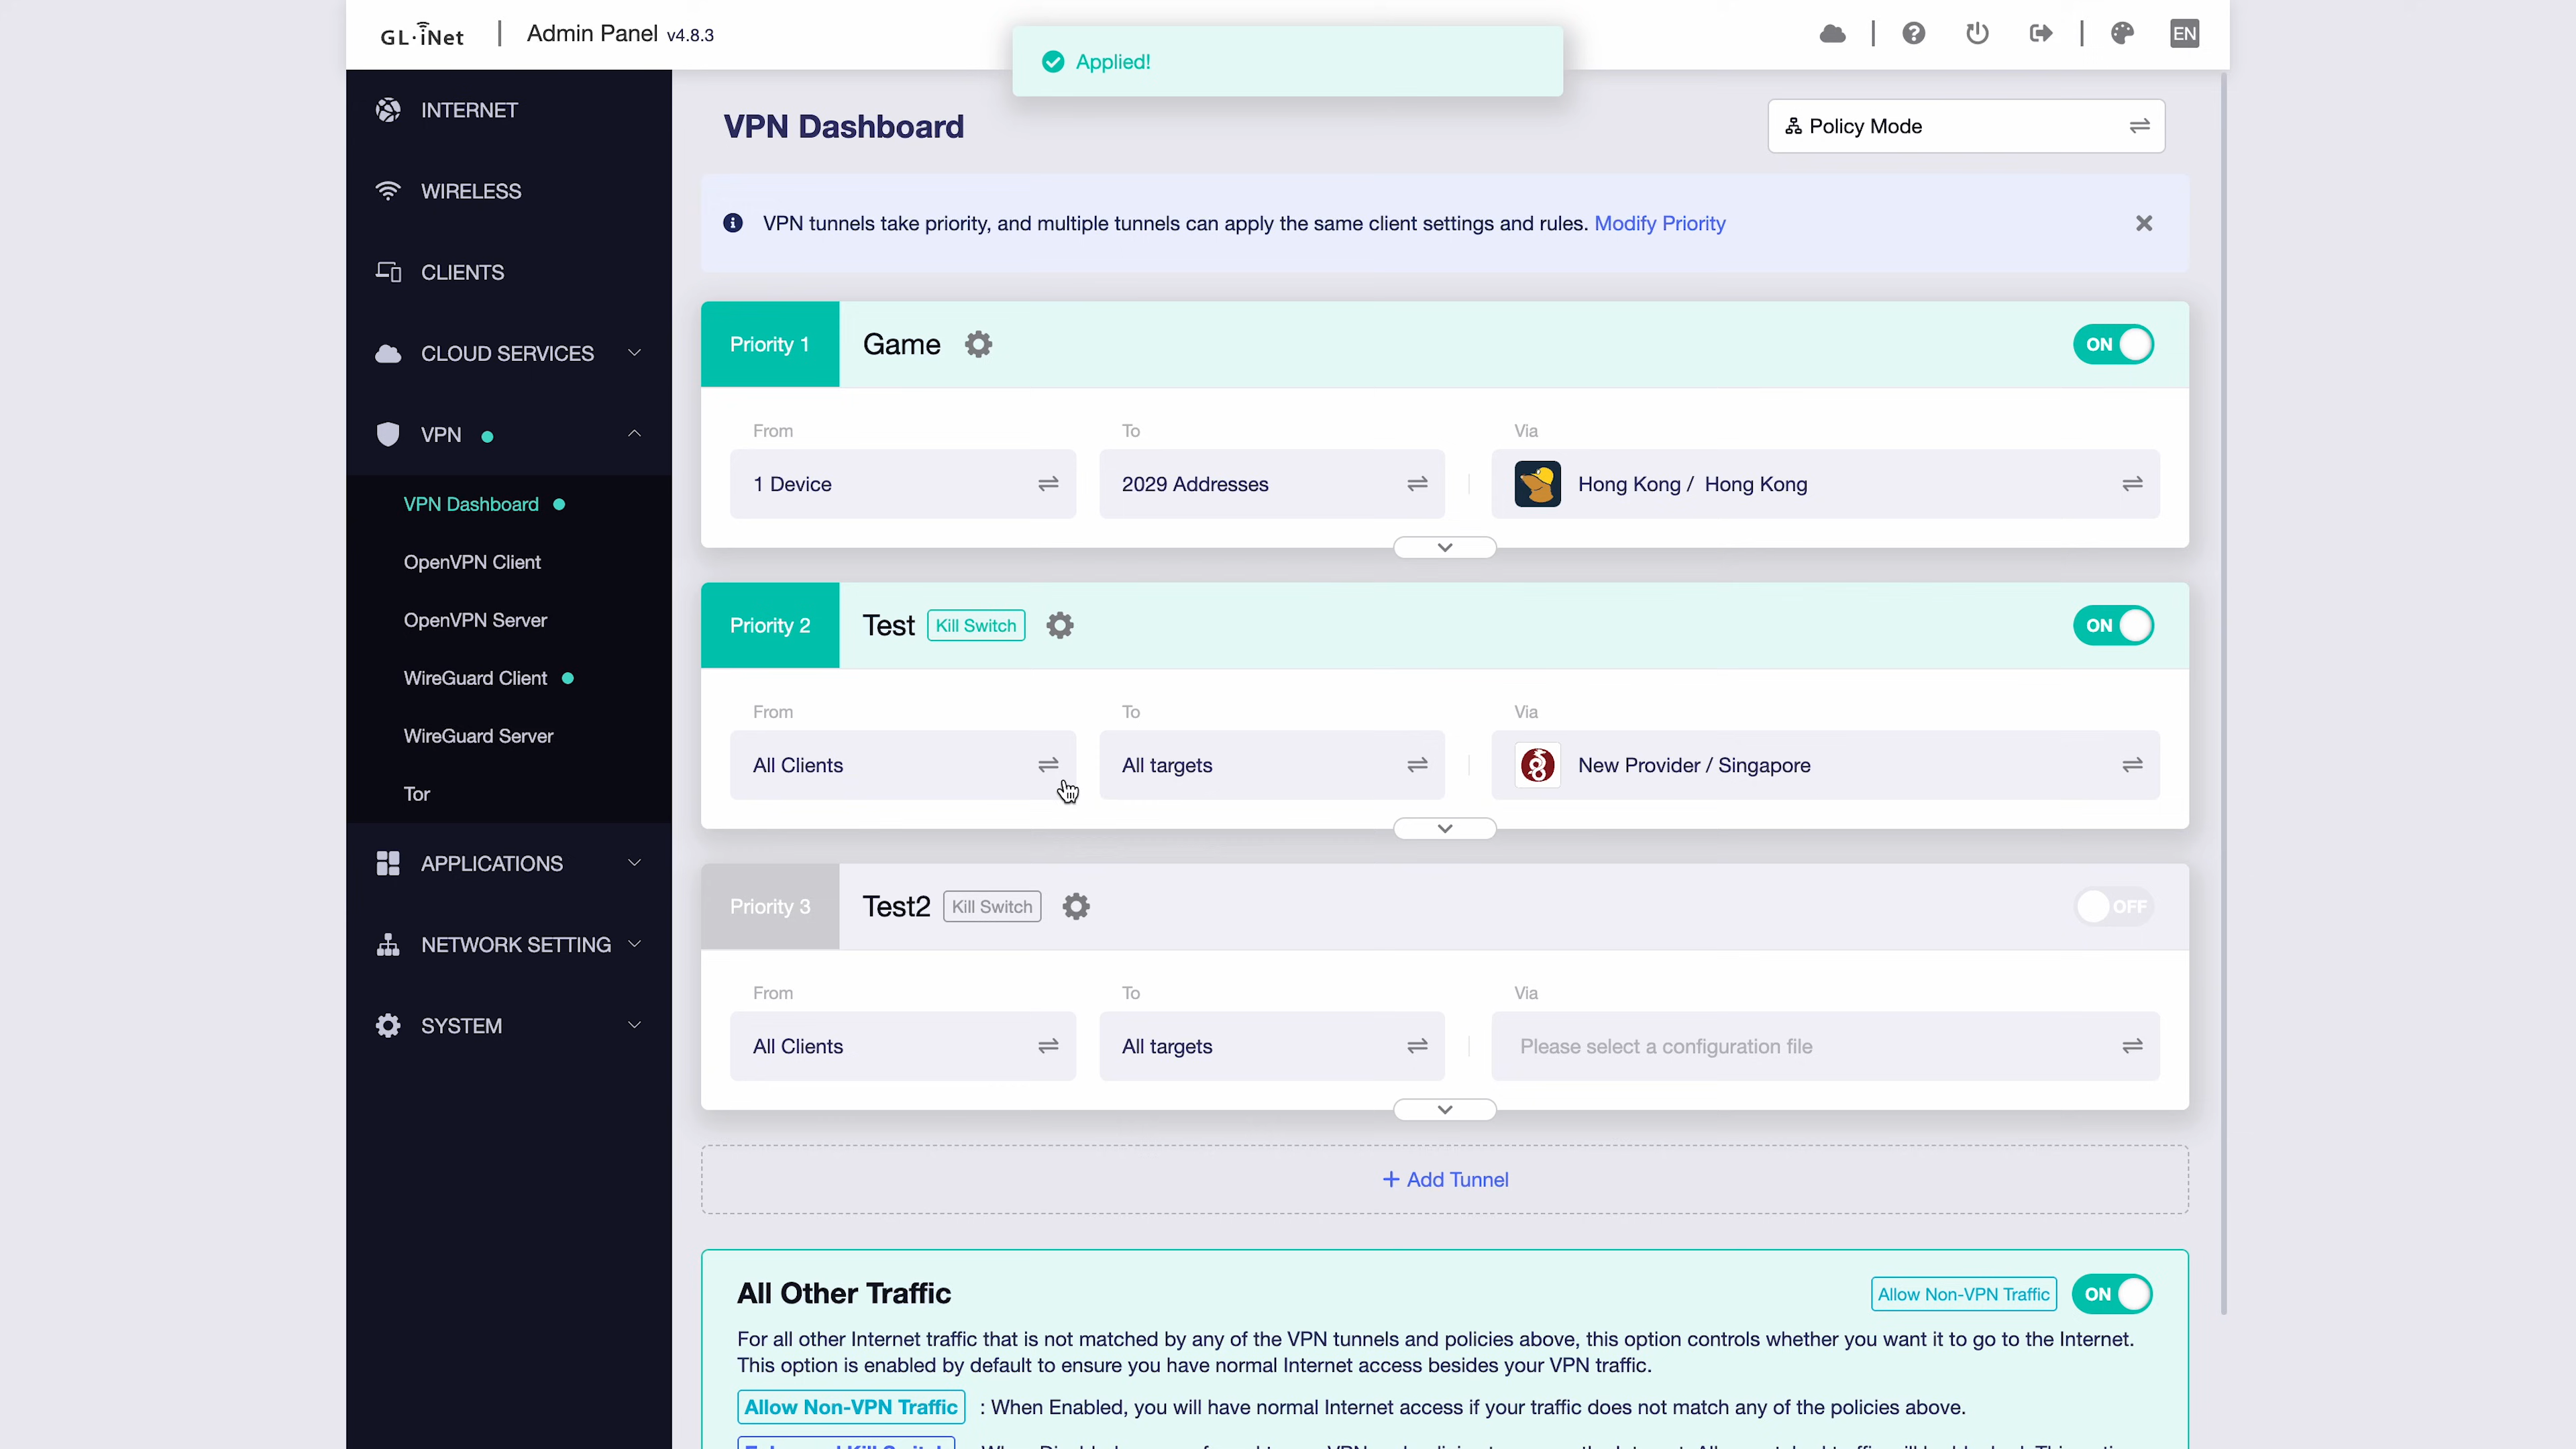 GL·iNet
Admin Panel v4.8.3
Applied!
EN
INTERNET
WIRELESS
CLIENTS
CLOUD SERVICES
VPN
VPN Dashboard
OpenVPN Client
OpenVPN Server
WireGuard Client
WireGuard Server
Tor
APPLICATIONS
NETWORK SETTING
SYSTEM
VPN Dashboard
Policy Mode
VPN tunnels take priority, and multiple tunnels can apply the same client settings and rules. Modify Priority
Priority 1 Game ON
From To Via
1 Device 2029 Addresses Hong Kong / Hong Kong
Priority 2 Test Kill Switch ON
From To Via
All Clients All targets New Provider / Singapore
Priority 3 Test2 Kill Switch OFF
From To Via
All Clients All targets Please select a configuration file
+ Add Tunnel
All Other Traffic Allow Non-VPN Traffic ON
For all other Internet traffic that is not matched by any of the VPN tunnels and policies above, this option controls whether you want it to go to the Internet.
This option is enabled by default to ensure you have normal Internet access besides your VPN traffic.
Allow Non-VPN Traffic : When Enabled, you will have normal Internet access if your traffic does not match any of the policies above.